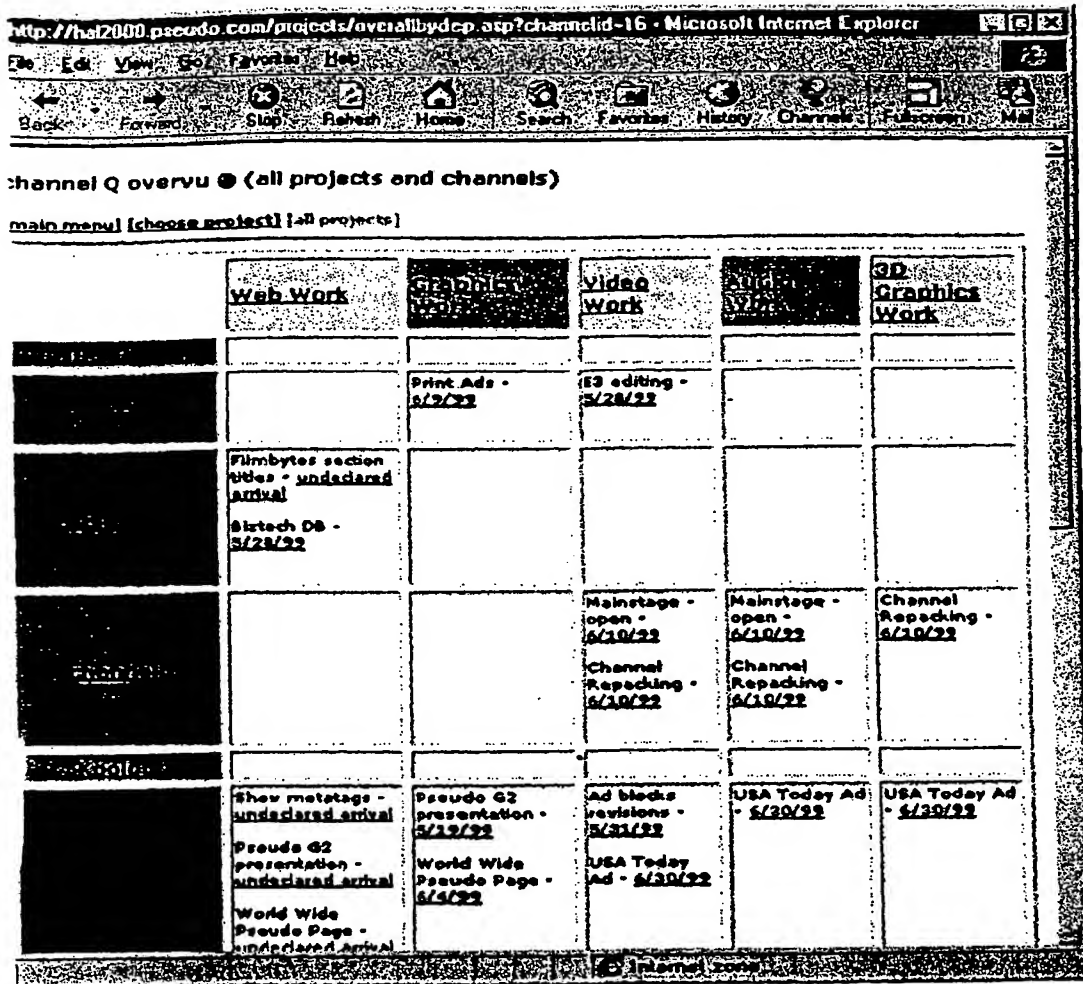 http://hal2000.pseudo.com/projects/overallbydep.asp?channelid=16 - Microsoft Internet Explorer
File Edit View Go Favorites Help
Back Forward Stop Refresh Home Search Favorites History Channels Fullscreen Mail
channel Q overvu (all projects and channels)
main menu] [choose project] [all projects]
Web Work
Graphics
Video Work
3D Graphics Work
Print Ads - 6/9/99
E3 editing - 5/28/99
Filmbytes section
titles - undeclared
arrival
Biztech DB -
5/28/99
Mainstage -
open -
6/10/99
Channel
Repacking -
6/10/99
Mainstage -
open -
6/10/99
Channel
Repacking -
6/10/99
Channel
Repacking -
6/10/99
Show metatags -
undeclared arrival
Pseudo G2
presentation -
undeclared arrival
World Wide
Pseudo Page -
undeclared arrival
Pseudo G2
presentation -
5/19/99
World Wide
Pseudo Page -
6/4/99
Ad blocks
revisions -
5/31/99
USA Today
Ad - 6/30/99
USA Today Ad
- 6/30/99
USA Today Ad
- 6/30/99
Internet zone